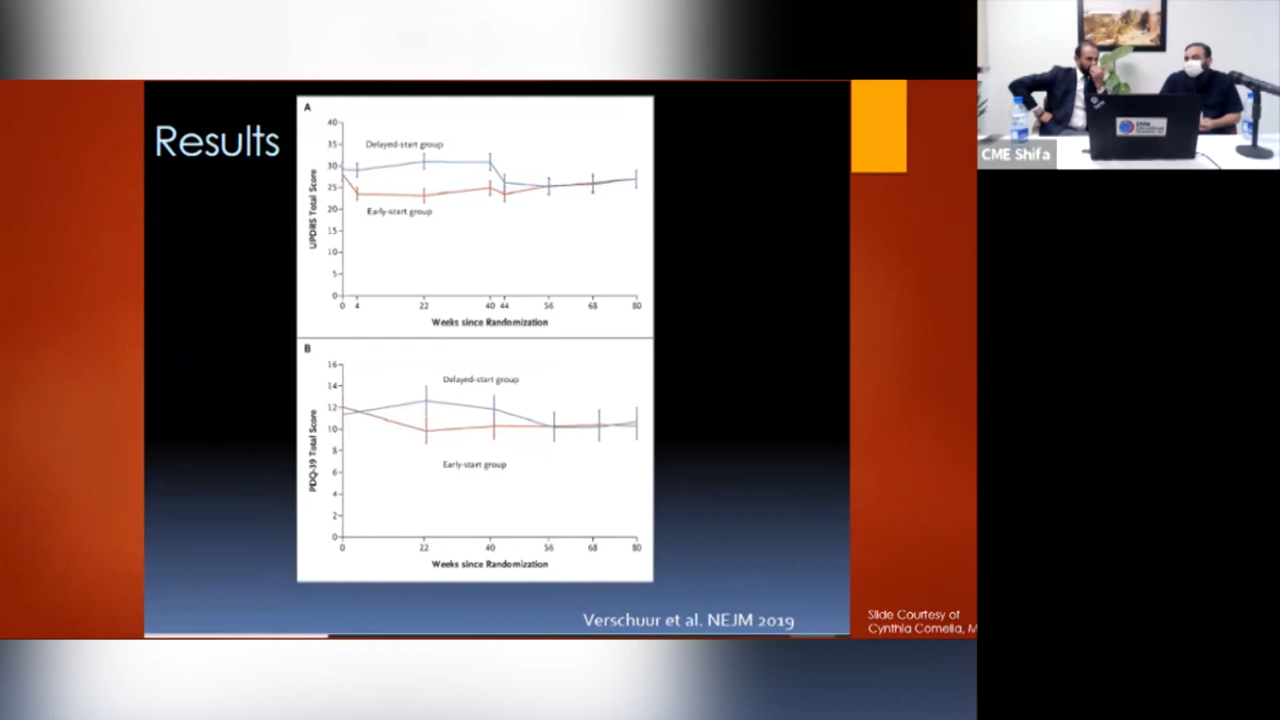 Results
A
40
35
30
25
20
15
10
5
0
UPDRS Total Score
Delayed-start group
Early-start group
0 4 22 40 44 56 68 80
Weeks since Randomization
B
16
14
12
10
8
6
4
2
0
PDQ-39 Total Score
Delayed-start group
Early-start group
0 22 40 56 68 80
Weeks since Randomization
Verschuur et al. NEJM 2019
Slide Courtesy of
Cynthia Comella, M
CME Shifa